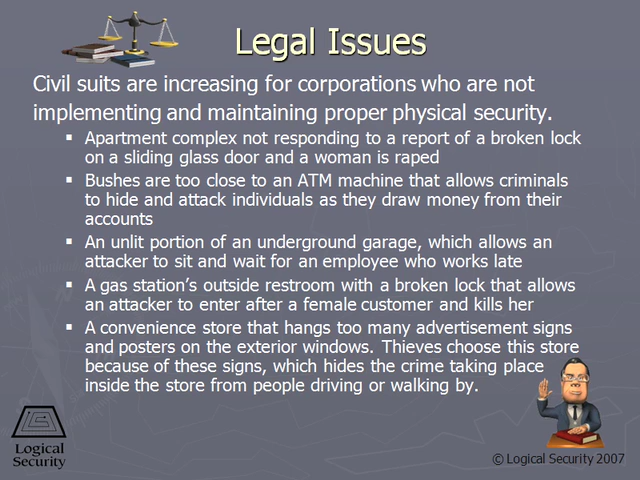 Legal Issues
Civil suits are increasing for corporations who are not
implementing and maintaining proper physical security.
Apartment complex not responding to a report of a broken lock
on a sliding glass door and a woman is raped
Bushes are too close to an ATM machine that allows criminals
to hide and attack individuals as they draw money from their
accounts
An unlit portion of an underground garage, which allows an
attacker to sit and wait for an employee who works late
A gas station’s outside restroom with a broken lock that allows
an attacker to enter after a female customer and kills her
A convenience store that hangs too many advertisement signs
and posters on the exterior windows. Thieves choose this store
because of these signs, which hides the crime taking place
inside the store from people driving or walking by.
Logical
Security
© Logical Security 2007